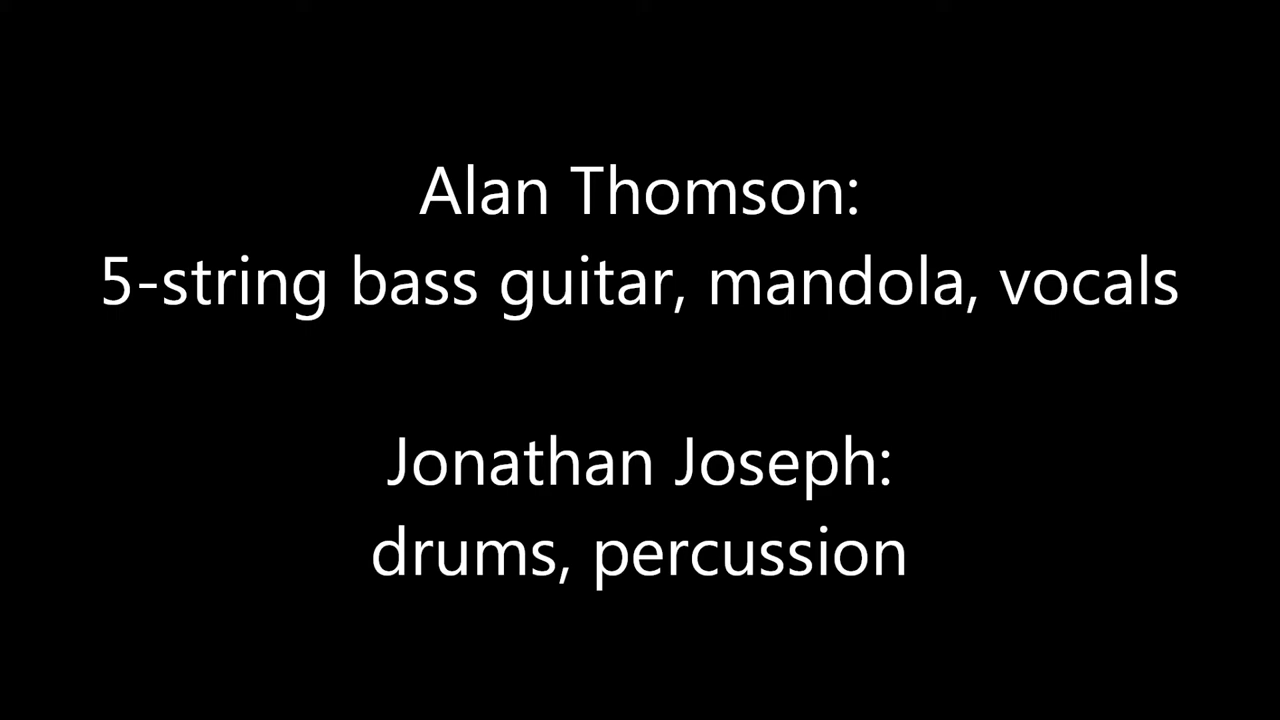 Alan Thomson:
5-string bass guitar, mandola, vocals
Jonathan Joseph:
drums, percussion